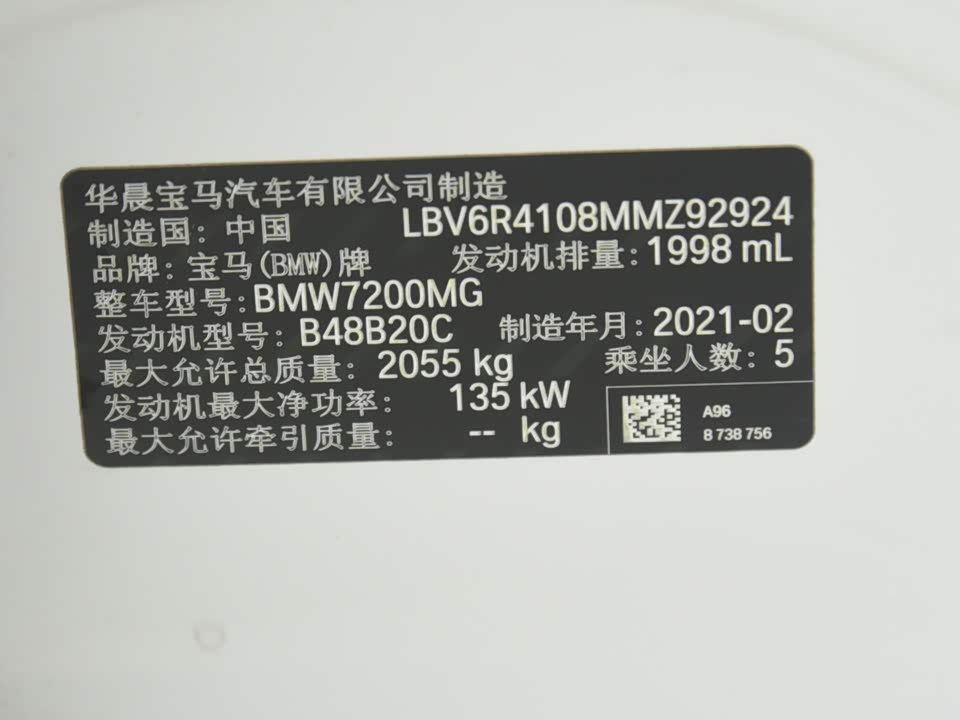 华晨宝马汽车有限公司制造
制造国：中国 LBV6R4108MMZ92924
品牌：宝马(BMW)牌 发动机排量：1998 mL
整车型号：BMW7200MG
发动机型号：B48B20C 制造年月：2021-02
最大允许总质量：2055 kg 乘坐人数：5
发动机最大净功率：135 kW
最大允许牵引质量：-- kg
A96
8 738 756